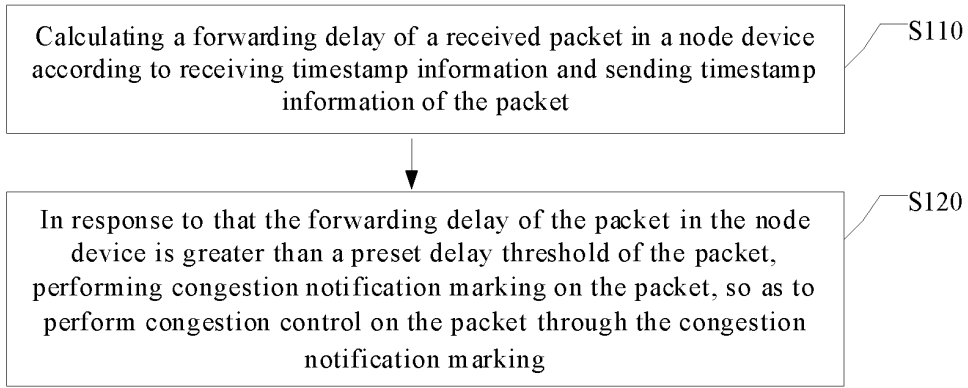 Calculating a forwarding delay of a received packet in a node device
according to receiving timestamp information and sending timestamp
information of the packet
S110
In response to that the forwarding delay of the packet in the node
device is greater than a preset delay threshold of the packet,
performing congestion notification marking on the packet, so as to
perform congestion control on the packet through the congestion
notification marking
S120